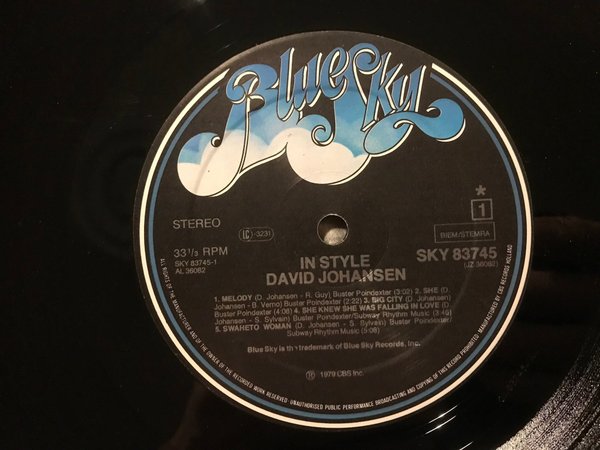 Blue Sky
STEREO
LC-3231
*
1
33 1/3 RPM
SKY 83745-1
AL 36082
BIEM/STEMRA
SKY 83745
(JZ 36082)
IN STYLE
DAVID JOHANSEN
1. MELODY (D. Johansen - R. Guy) Buster Poindexter (3:02) 2. SHE (D.
Johansen - B. Verno) Buster Poindexter (2:22) 3. BIG CITY (D. Johansen)
Buster Poindexter (4:08) 4. SHE KNEW SHE WAS FALLING IN LOVE (D.
Johansen - S. Sylvain) Buster Poindexter/Subway Rhythm Music (3:49)
5. SWAHETO WOMAN (D. Johansen - S. Sylvain) Buster Poindexter/
Subway Rhythm Music (5:08)
Blue Sky is the trademark of Blue Sky Records, Inc.
℗ 1979 CBS Inc.
ALL RIGHTS OF THE MANUFACTURER AND OF THE OWNER OF THE RECORDED WORK RESERVED. UNAUTHORISED PUBLIC PERFORMANCE BROADCASTING AND COPYING OF THIS RECORD PROHIBITED MADE BY CBS RECORDS HOLLAND